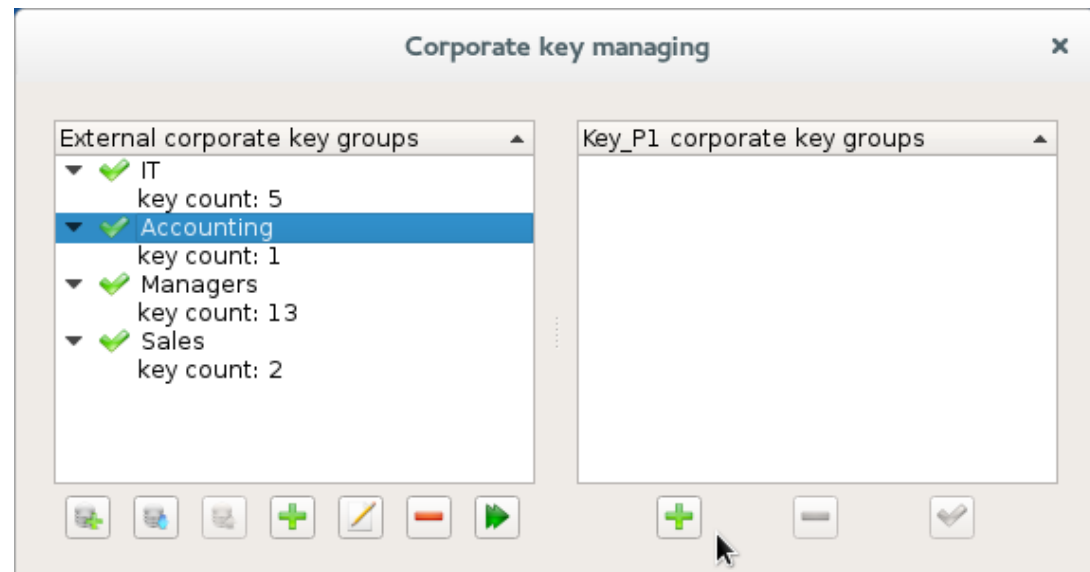 Corporate key managing
External corporate key groups
IT
key count: 5
Accounting
key count: 1
Managers
key count: 13
Sales
key count: 2
Key_P1 corporate key groups